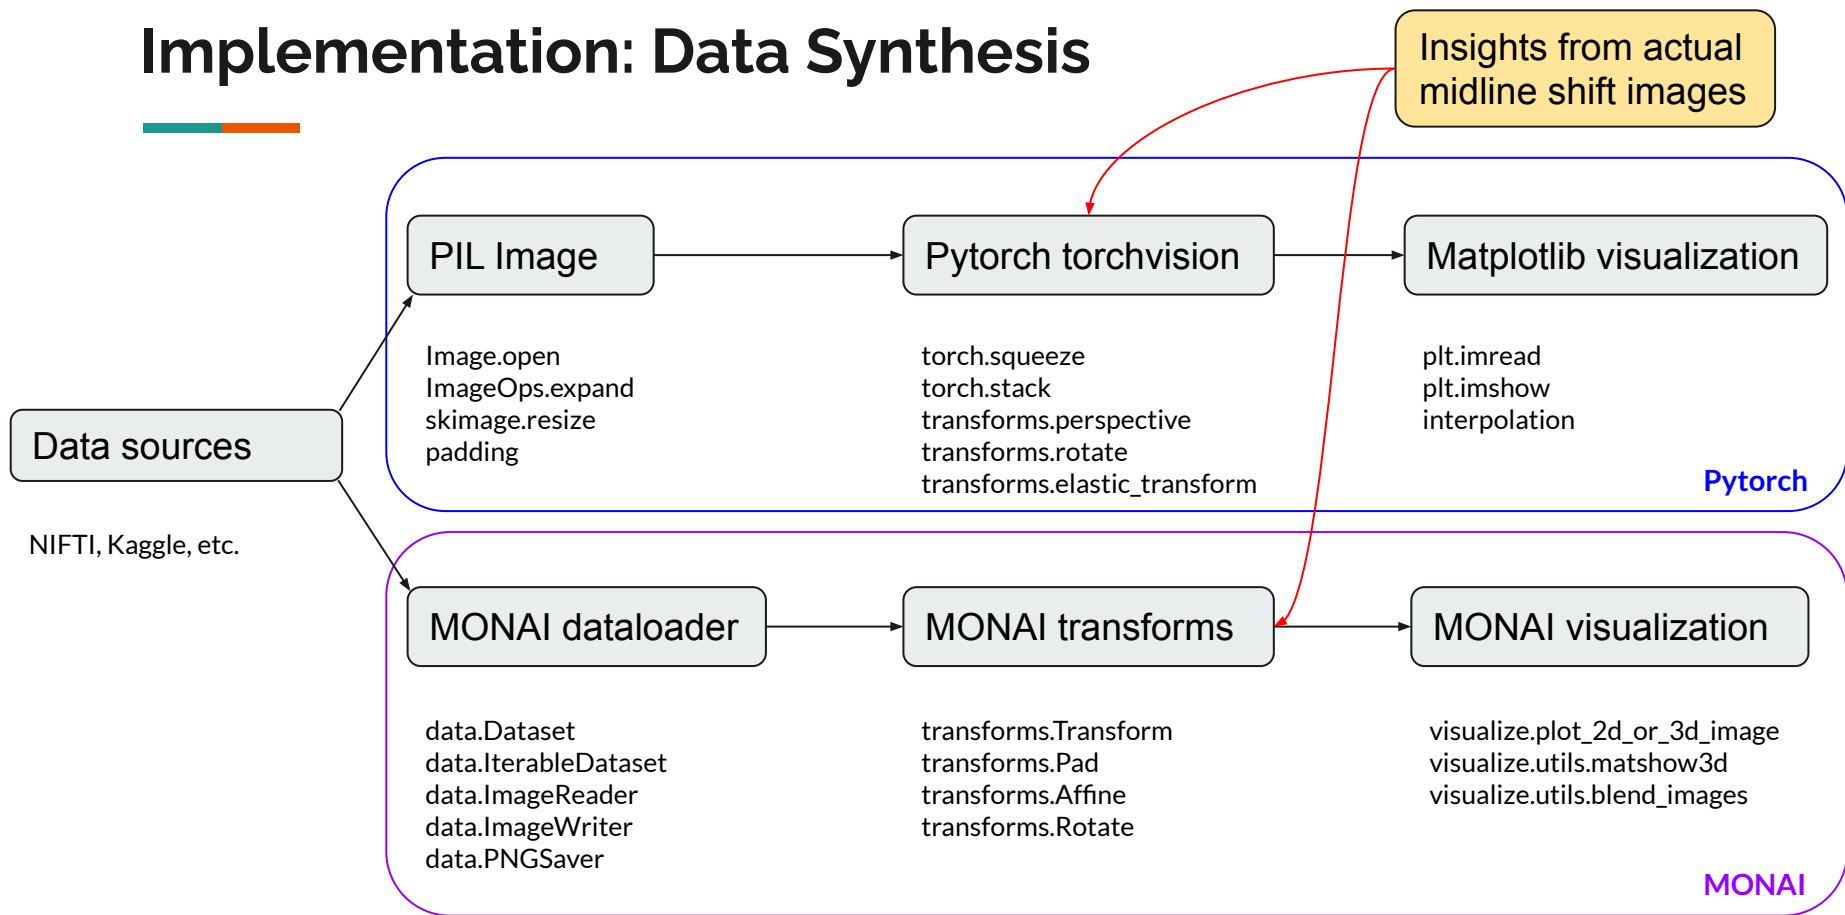 Implementation: Data Synthesis
Insights from actual
midline shift images
PIL Image
Pytorch torchvision
Matplotlib visualization
Image.open
ImageOps.expand
skimage.resize
padding
torch.squeeze
torch.stack
transforms.perspective
transforms.rotate
transforms.elastic_transform
plt.imread
plt.imshow
interpolation
Pytorch
Data sources
NIFTI, Kaggle, etc.
MONAI dataloader
MONAI transforms
MONAI visualization
data.Dataset
data.IterableDataset
data.ImageReader
data.ImageWriter
data.PNGSaver
transforms.Transform
transforms.Pad
transforms.Affine
transforms.Rotate
visualize.plot_2d_or_3d_image
visualize.utils.matshow3d
visualize.utils.blend_images
MONAI